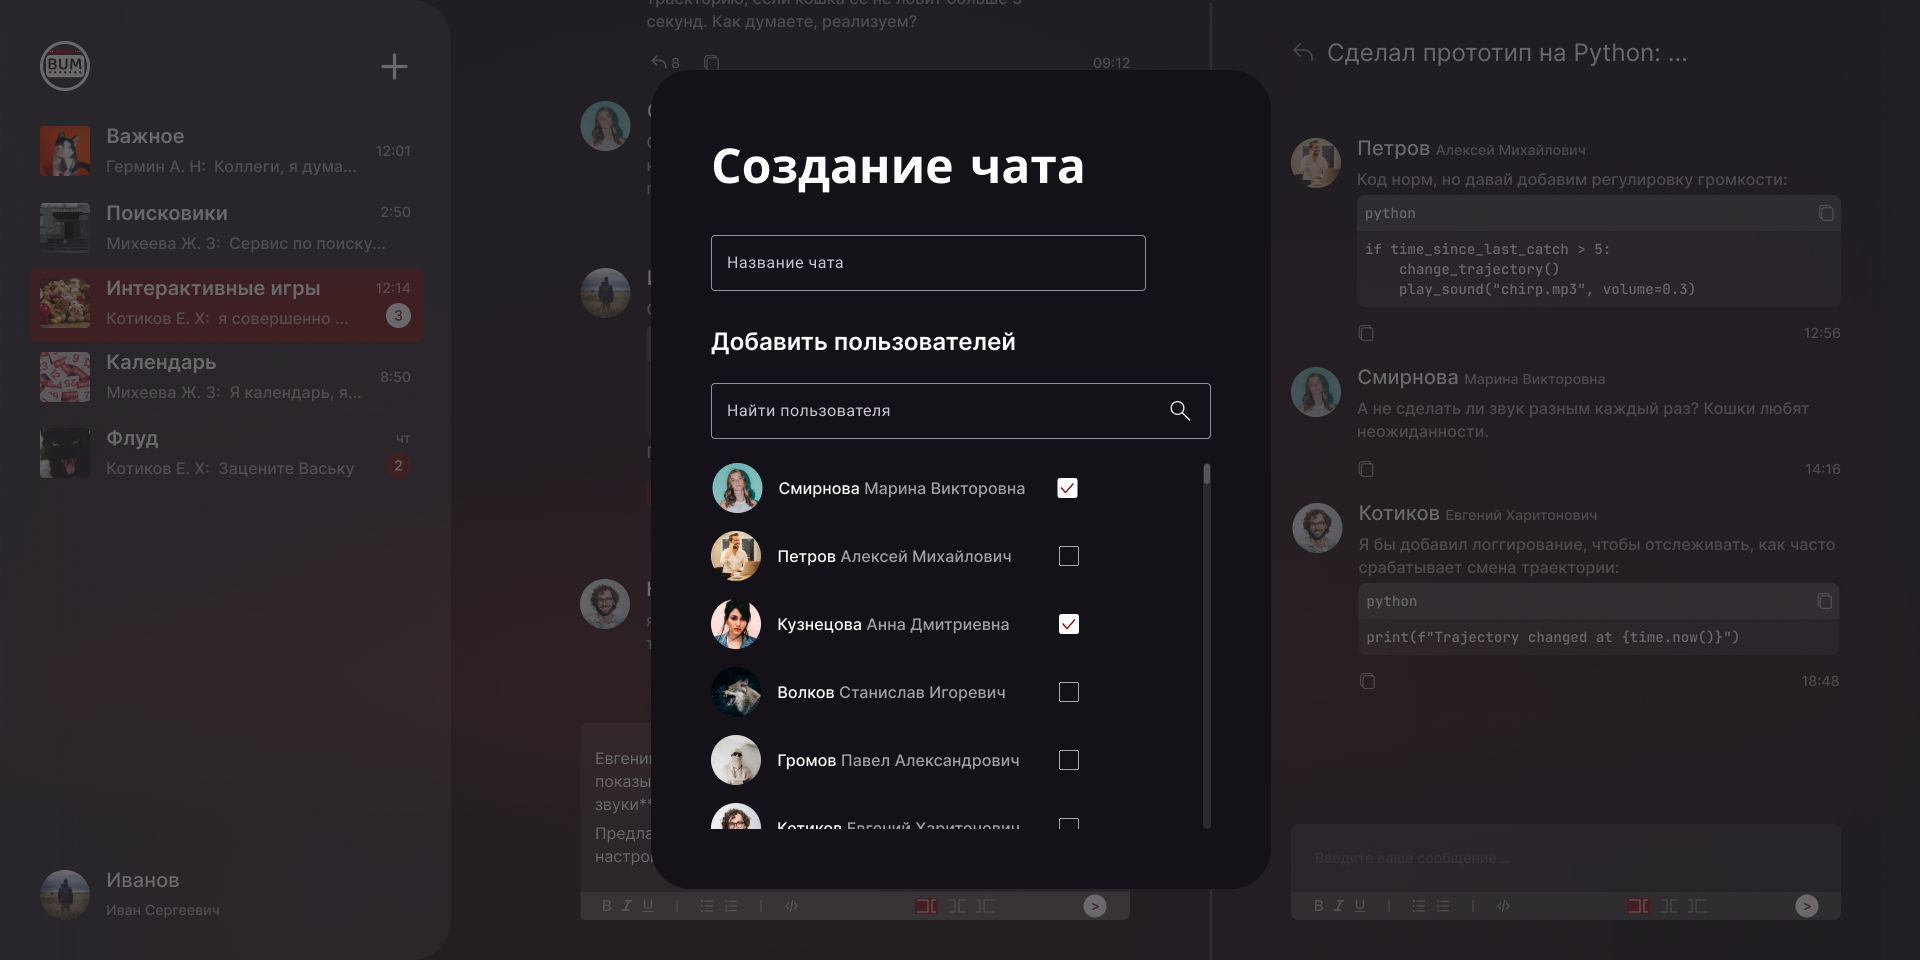 BUM
Важное
12:01
Гермин А. Н: Коллеги, я дума...
Поисковики
2:50
Михеева Ж. З: Сервис по поиску...
Интерактивные игры
12:14
Котиков Е. Х: я совершенно ...
3
Календарь
8:50
Михеева Ж. З: Я календарь, я...
Флуд
чт
Котиков Е. Х: Зацените Ваську
2
Иванов
Иван Сергеевич
секунд. Как думаете, реализуем?
8
09:12
Евгени
показы
звуки**
Предла
настро
B I U
</>
>
Создание чата
Название чата
Добавить пользователей
Найти пользователя
Смирнова Марина Викторовна
Петров Алексей Михайлович
Кузнецова Анна Дмитриевна
Волков Станислав Игоревич
Громов Павел Александрович
Котиков Евгений Харитонович
Сделал прототип на Python: ...
Петров Алексей Михайлович
Код норм, но давай добавим регулировку громкости:
python
if time_since_last_catch > 5:
change_trajectory()
play_sound("chirp.mp3", volume=0.3)
12:56
Смирнова Марина Викторовна
А не сделать ли звук разным каждый раз? Кошки любят
неожиданности.
14:16
Котиков Евгений Харитонович
Я бы добавил логгирование, чтобы отслеживать, как часто
срабатывает смена траектории:
python
print(f"Trajectory changed at {time.now()}")
18:48
Введите ваше сообщение...
B I U
</>
>